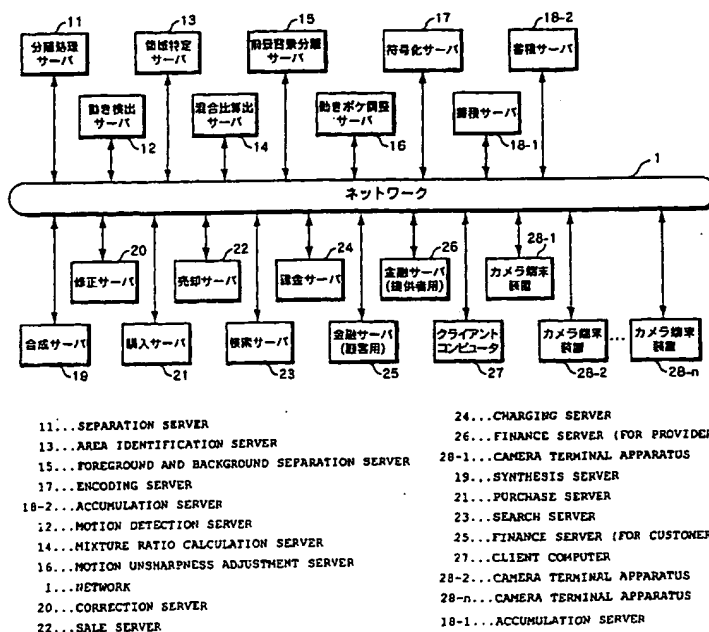 11
13
15
17
18-2
分離処理
サーバ
領域特定
サーバ
前景背景分離
サーバ
符号化サーバ
蓄積サーバ
動き検出
サーバ
混合比算出
サーバ
動きボケ調整
サーバ
蓄積サーバ
12
14
16
18-1
1
ネットワーク
20
22
24
26
28-1
修正サーバ
売却サーバ
課金サーバ
金融サーバ
(提供者用)
カメラ端末
装置
合成サーバ
購入サーバ
検索サーバ
金融サーバ
(顧客用)
クライアント
コンピュータ
カメラ端末
装置
...
カメラ端末
装置
19
21
23
25
27
28-2
28-n
11...SEPARATION SERVER
13...AREA IDENTIFICATION SERVER
15...FOREGROUND AND BACKGROUND SEPARATION SERVER
17...ENCODING SERVER
18-2...ACCUMULATION SERVER
12...MOTION DETECTION SERVER
14...MIXTURE RATIO CALCULATION SERVER
16...MOTION UNSHARPNESS ADJUSTMENT SERVER
1...NETWORK
20...CORRECTION SERVER
22...SALE SERVER
24...CHARGING SERVER
26...FINANCE SERVER (FOR PROVIDER
28-1...CAMERA TERMINAL APPARATUS
19...SYNTHESIS SERVER
21...PURCHASE SERVER
23...SEARCH SERVER
25...FINANCE SERVER (FOR CUSTOMER
27...CLIENT COMPUTER
28-2...CAMERA TERMINAL APPARATUS
28-n...CAMERA TERMINAL APPARATUS
18-1...ACCUMULATION SERVER